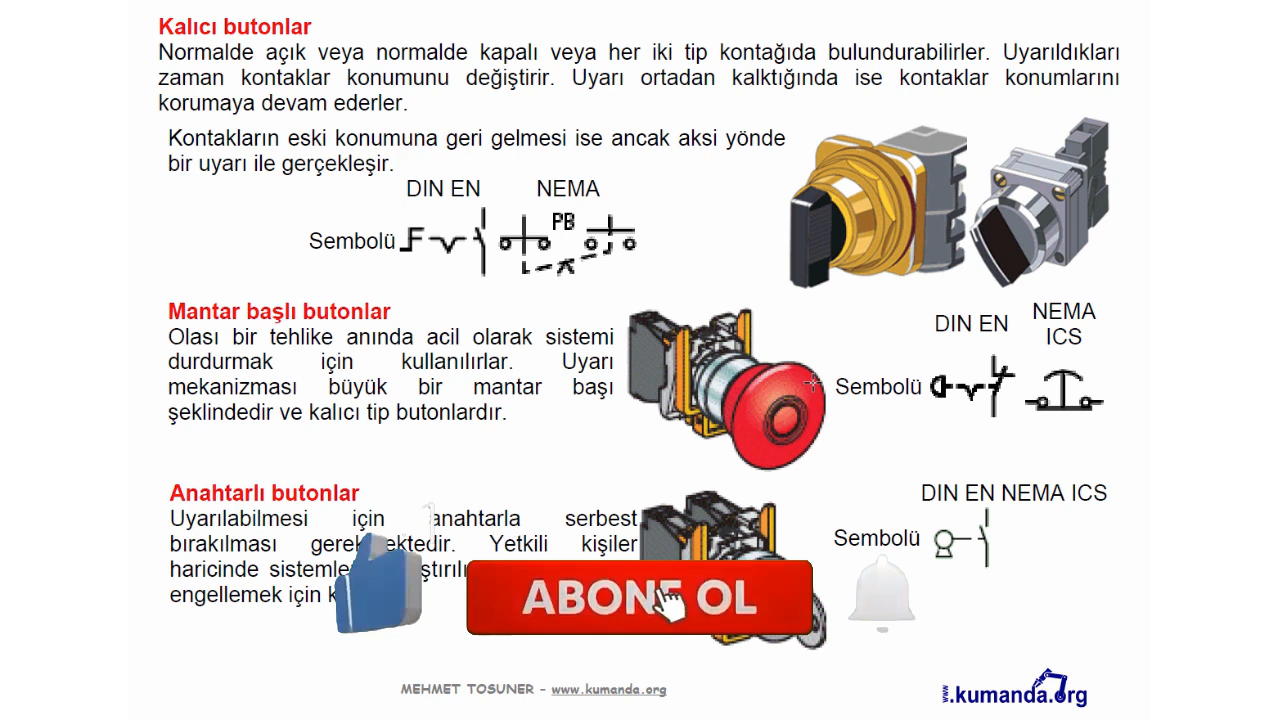 Kalıcı butonlar
Normalde açık veya normalde kapalı veya her iki tip kontağıda bulundurabilirler. Uyarıldıkları
zaman kontaklar konumunu değiştirir. Uyarı ortadan kalktığında ise kontaklar konumlarını
korumaya devam ederler.
Kontakların eski konumuna geri gelmesi ise ancak aksi yönde
bir uyarı ile gerçekleşir.
DIN EN NEMA
Sembolü PB
Mantar başlı butonlar
Olası bir tehlike anında acil olarak sistemi
durdurmak için kullanılırlar. Uyarı
mekanizması büyük bir mantar başı
şeklindedir ve kalıcı tip butonlardır.
DIN EN NEMA
ICS
Sembolü
Anahtarlı butonlar
Uyarılabilmesi için anahtarla serbest
bırakılması Yetkili kişiler
haricinde
engellemek için
DIN EN NEMA ICS
Sembolü
ABONE OL
MEHMET TOSUNER - www.kumanda.org
www.kumanda.org